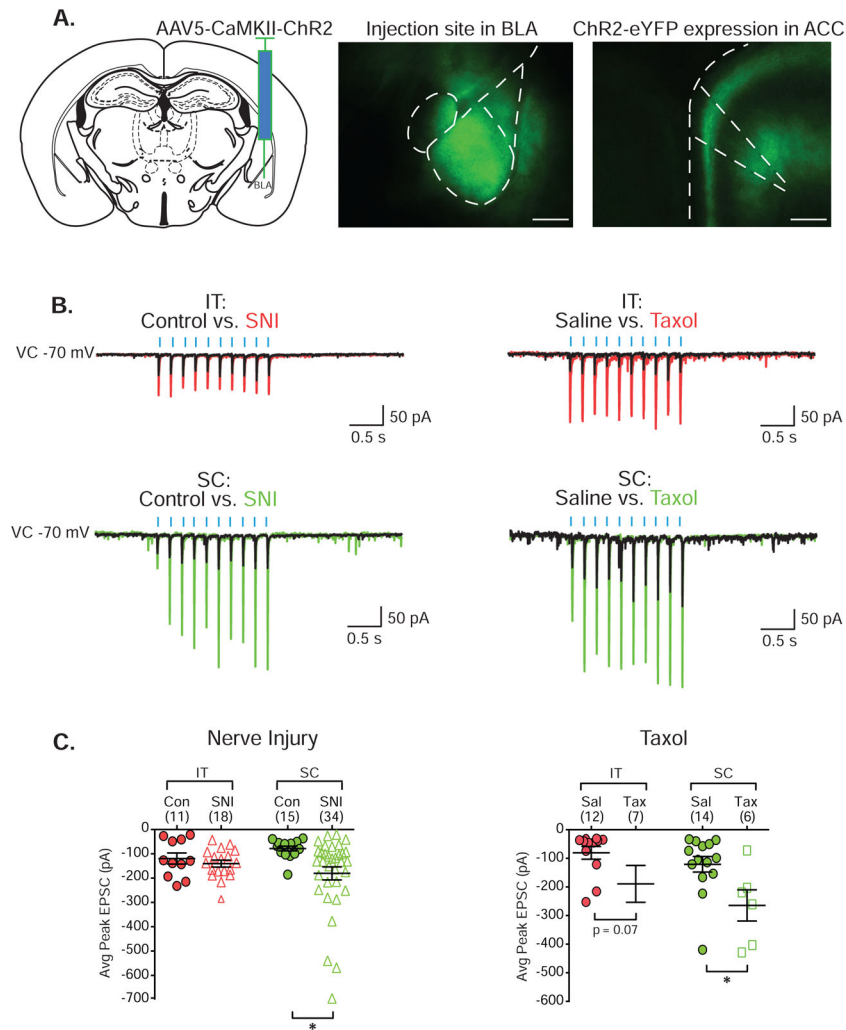 A.
AAV5-CaMKII-ChR2
Injection site in BLA
ChR2-eYFP expression in ACC
BLA
B.
IT:
Control vs. SNI
VC -70 mV
50 pA
0.5 s
IT:
Saline vs. Taxol
50 pA
0.5 s
SC:
Control vs. SNI
VC -70 mV
50 pA
0.5 s
SC:
Saline vs. Taxol
50 pA
0.5 s
C.
Nerve Injury
IT
SC
Con
(11)
SNI
(18)
Con
(15)
SNI
(34)
Avg Peak EPSC (pA)
0
-100
-200
-300
-400
-500
-600
-700
*
Taxol
IT
SC
Sal
(12)
Tax
(7)
Sal
(14)
Tax
(6)
Avg Peak EPSC (pA)
0
-100
-200
-300
-400
-500
-600
p = 0.07
*